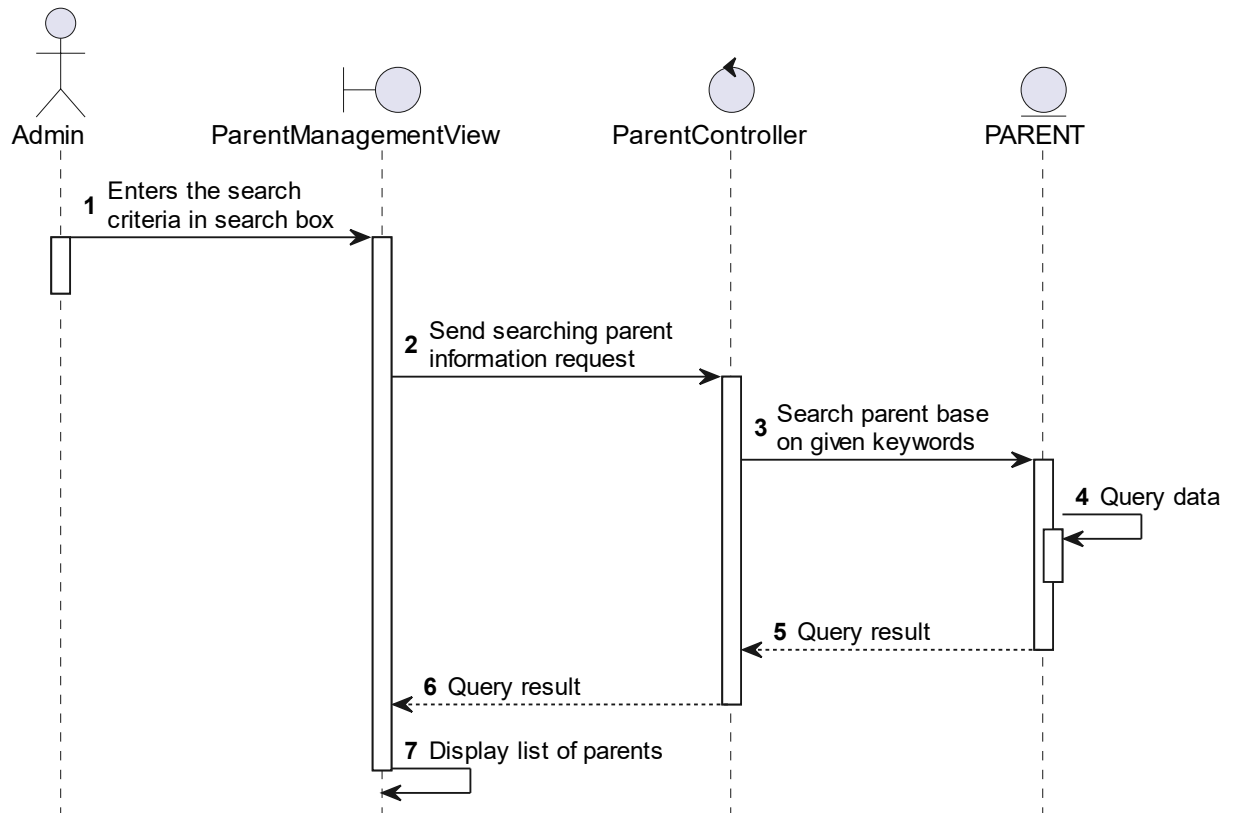 Admin
ParentManagementView
ParentController
PARENT
1 Enters the search
criteria in search box
2 Send searching parent
information request
3 Search parent base
on given keywords
4 Query data
5 Query result
6 Query result
7 Display list of parents